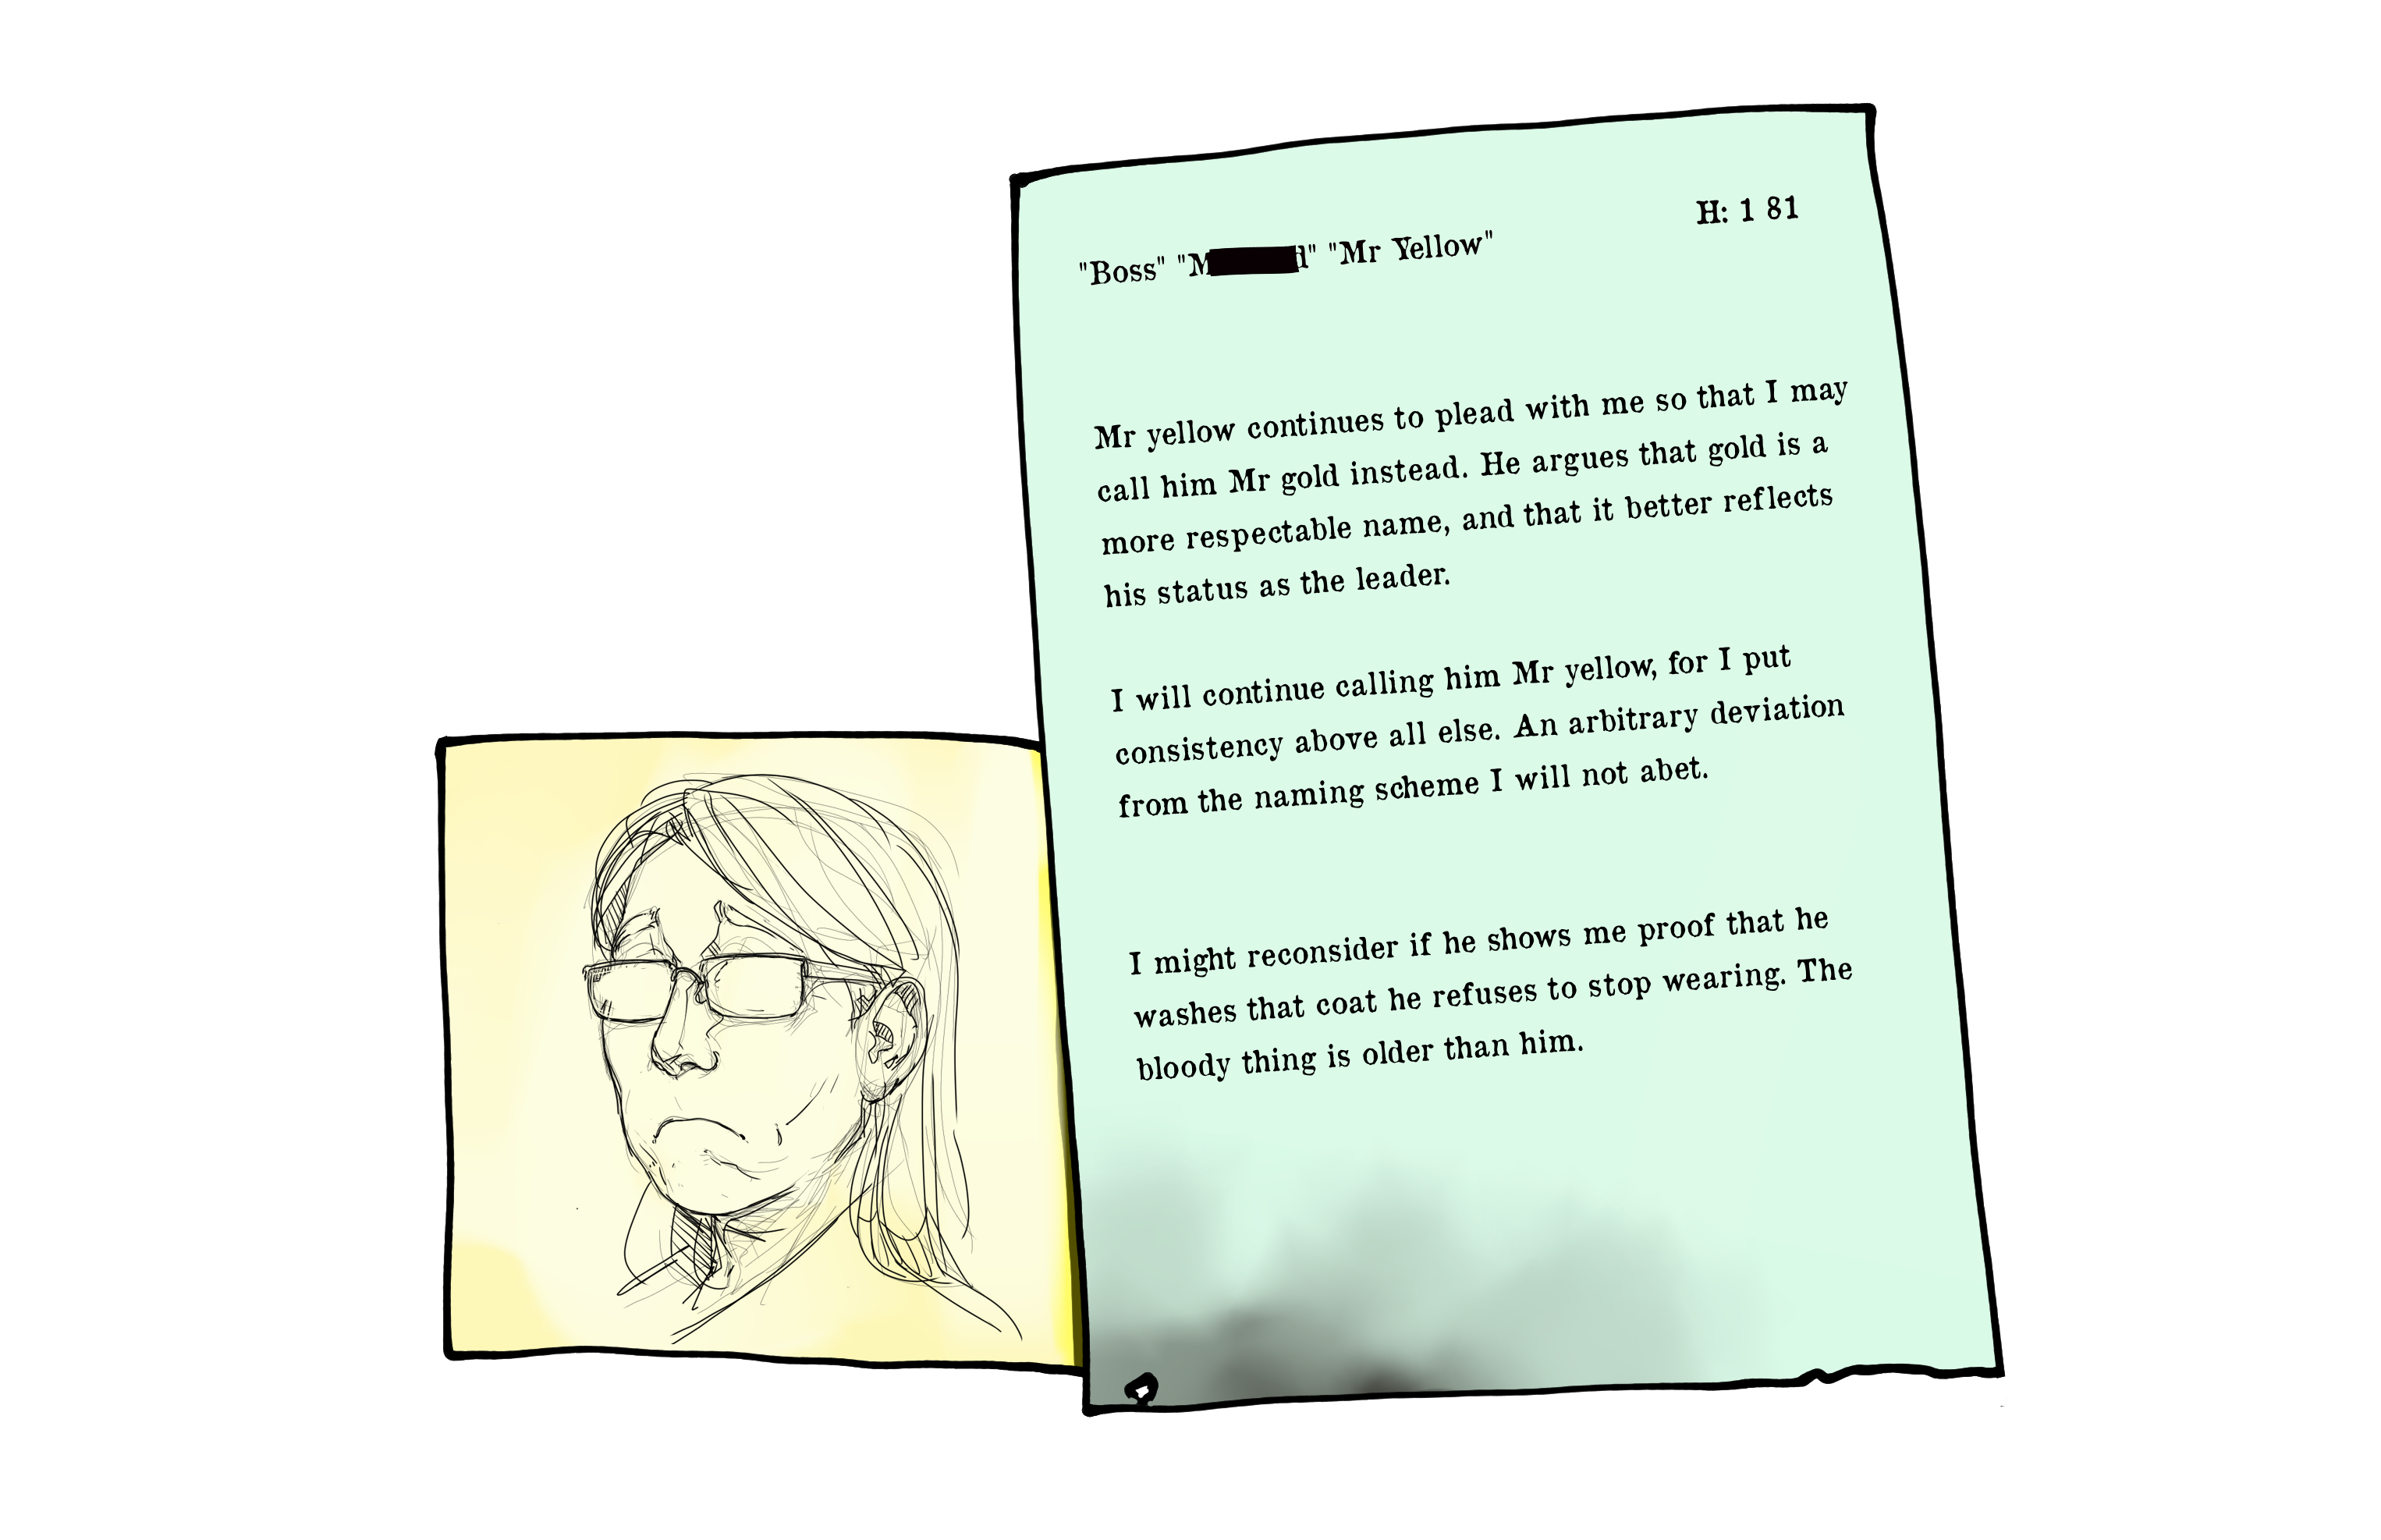 H: 1 81
"Boss" "M d" "Mr Yellow"
Mr yellow continues to plead with me so that I may
call him Mr gold instead. He argues that gold is a
more respectable name, and that it better reflects
his status as the leader.
I will continue calling him Mr yellow, for I put
consistency above all else. An arbitrary deviation
from the naming scheme I will not abet.
I might reconsider if he shows me proof that he
washes that coat he refuses to stop wearing. The
bloody thing is older than him.